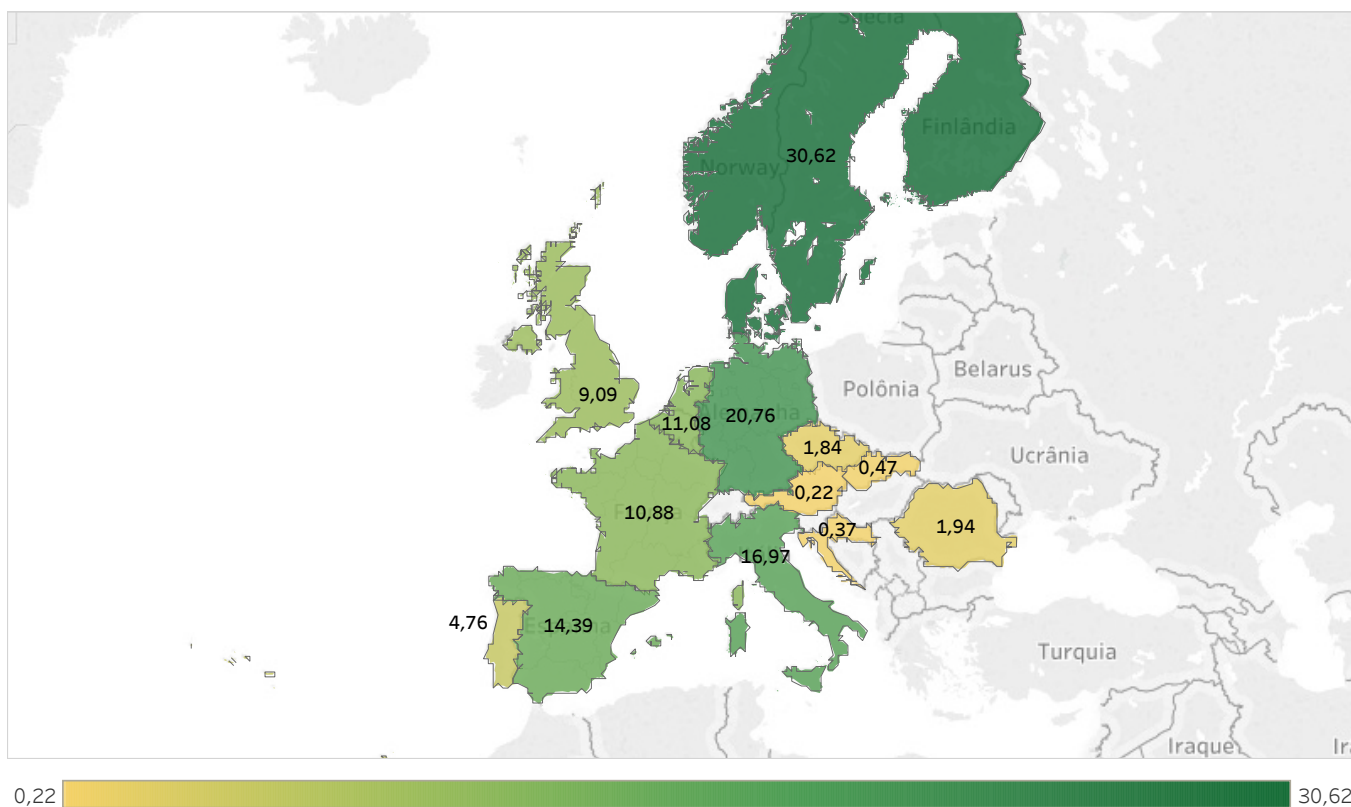 Suécia
Finlândia
30,62
Norway
Belarus
Polônia
9,09
20,76
Alemanha
11,08
1,84
Ucrânia
0,47
0,22
10,88
0,37
1,94
16,97
4,76
14,39
Espanha
Turquia
Iraque
0,22
30,62